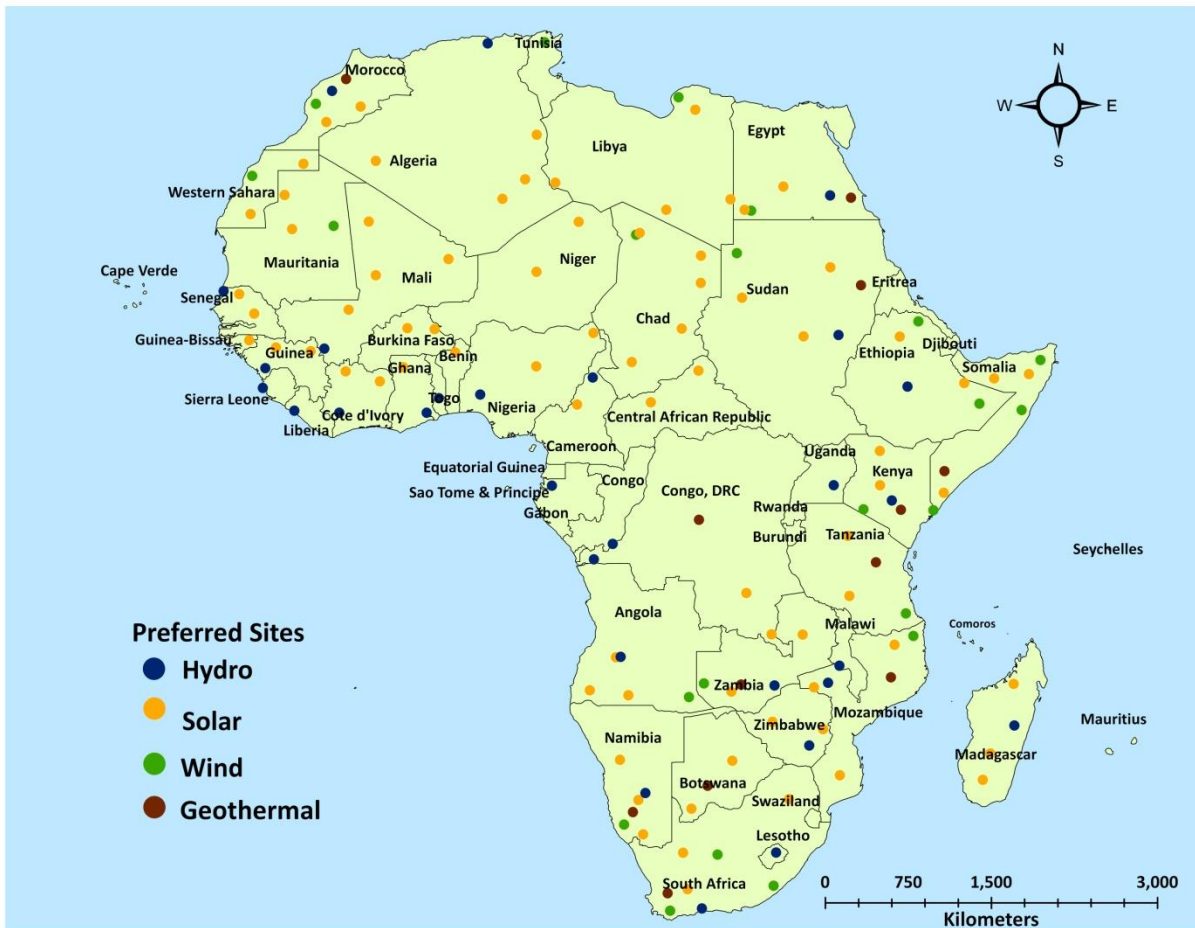 Tunisia
Morocco
N
W
E
S
Egypt
Libya
Algeria
Western Sahara
Mauritania
Niger
Cape Verde
Mali
Eritrea
Sudan
Senegal
Chad
Guinea-Bissau
Burkina Faso
Djibouti
Guinea
Benin
Ethiopia
Ghana
Somalia
Sierra Leone
Togo
Nigeria
Cote d'Ivory
Central African Republic
Liberia
Cameroon
Uganda
Equatorial Guinea
Congo
Kenya
Sao Tome & Principe
Congo, DRC
Gabon
Rwanda
Burundi
Tanzania
Seychelles
Angola
Malawi
Comoros
Preferred Sites
Hydro
Solar
Wind
Geothermal
Zambia
Mozambique
Mauritius
Zimbabwe
Namibia
Madagascar
Botswana
Swaziland
Lesotho
South Africa
0 750 1,500 3,000
Kilometers